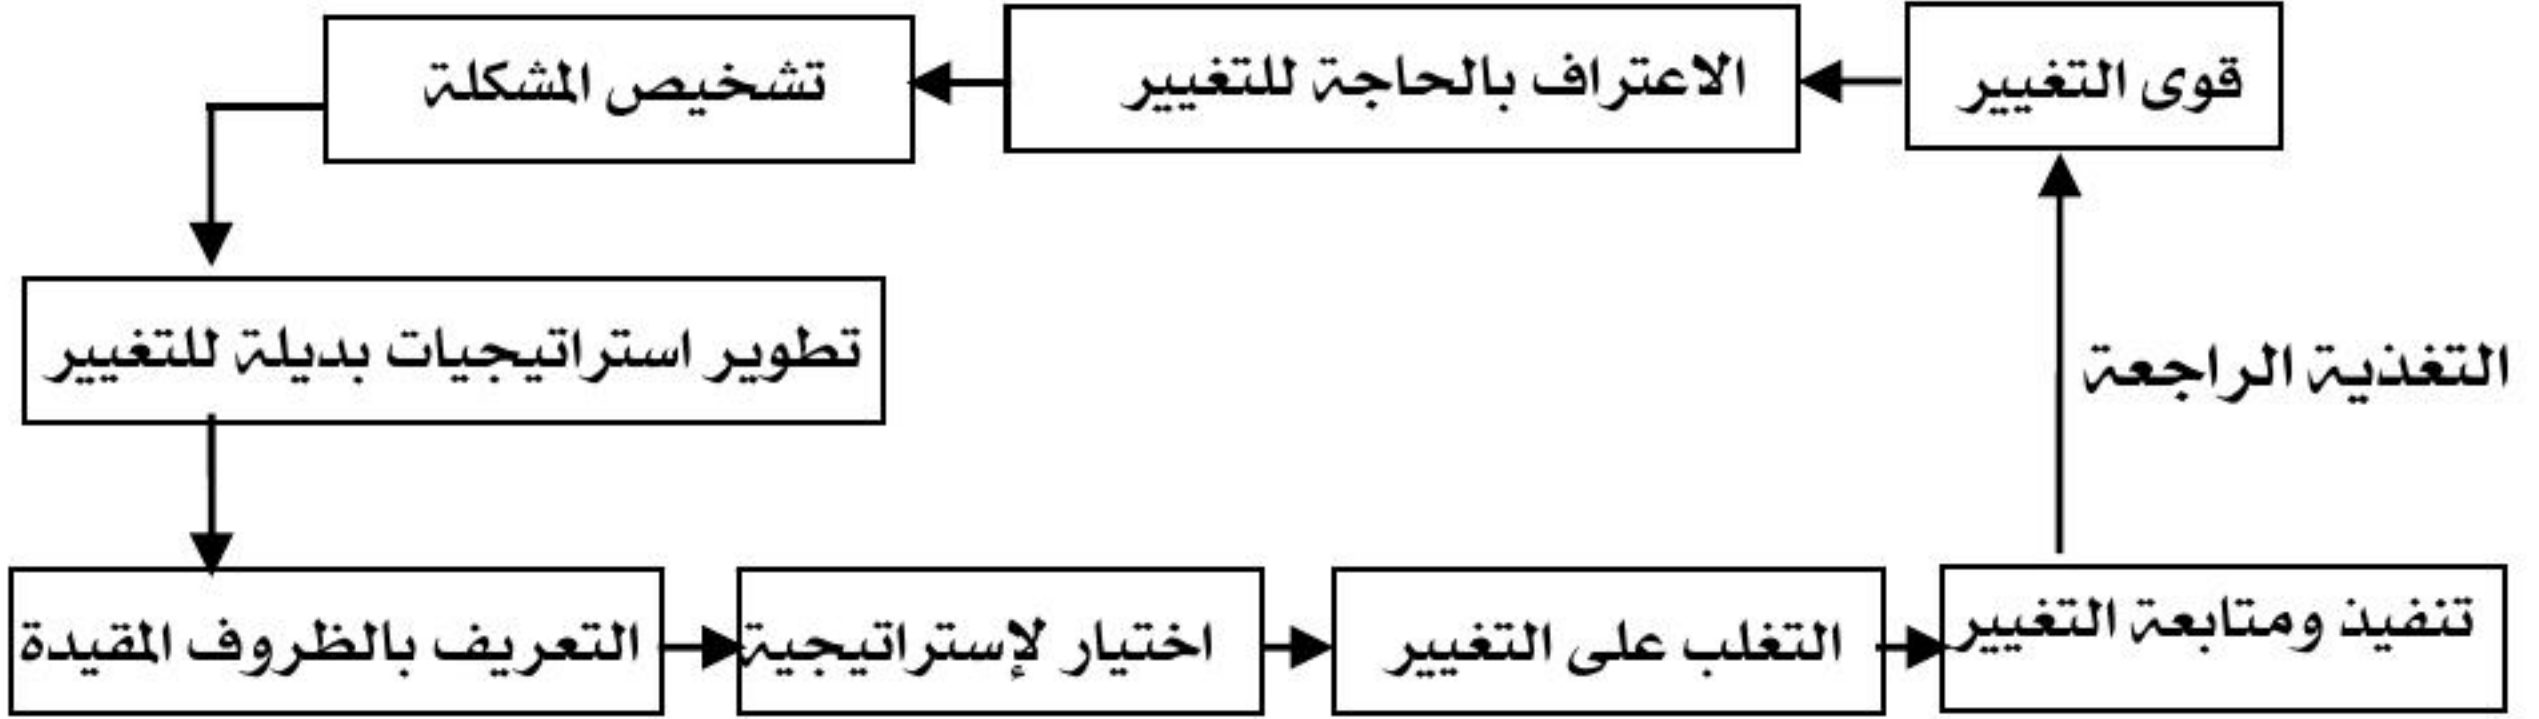 قوى التغيير
الاعتراف بالحاجة للتغيير
تشخيص المشكلة
تطوير استراتيجيات بديلة للتغيير
التعريف بالظروف المقيدة
اختيار لإستراتيجية
التغلب على التغيير
تنفيذ ومتابعة التغيير
التغذية الراجعة